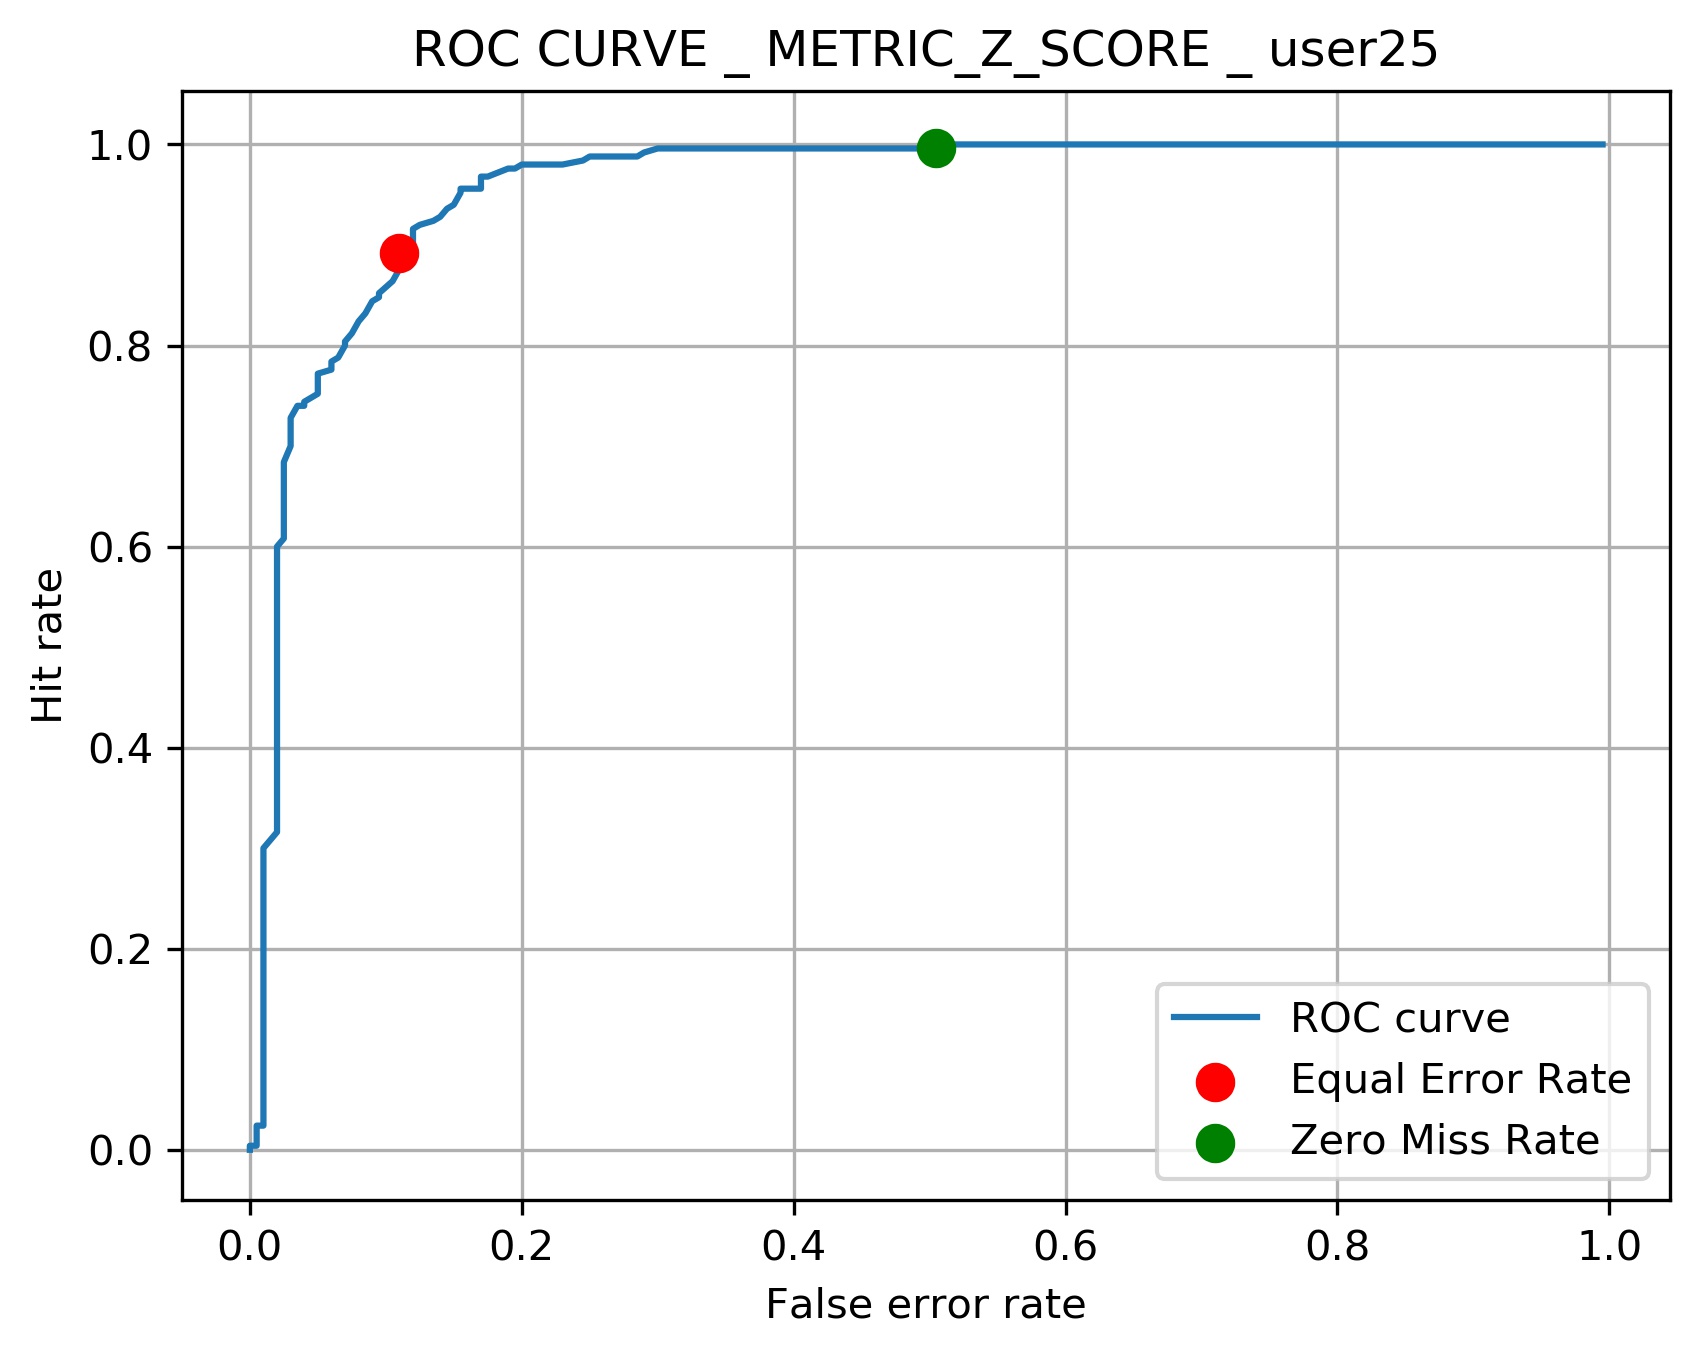 ROC CURVE _ METRIC_Z_SCORE _ user25
1.0
0.8
0.6
0.4
0.2
0.0
Hit rate
ROC curve
Equal Error Rate
Zero Miss Rate
0.0 0.2 0.4 0.6 0.8 1.0
False error rate